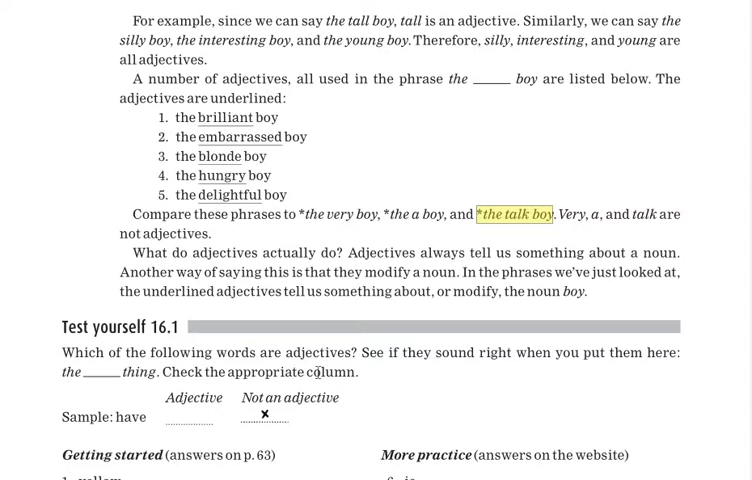 For example, since we can say the tall boy, tall is an adjective. Similarly, we can say the
silly boy, the interesting boy, and the young boy. Therefore, silly, interesting, and young are
all adjectives.
A number of adjectives, all used in the phrase the _____ boy are listed below. The
adjectives are underlined:
1. the brilliant boy
2. the embarrassed boy
3. the blonde boy
4. the hungry boy
5. the delightful boy
Compare these phrases to *the very boy, *the a boy, and *the talk boy. Very, a, and talk are
not adjectives.
What do adjectives actually do? Adjectives always tell us something about a noun.
Another way of saying this is that they modify a noun. In the phrases we've just looked at,
the underlined adjectives tell us something about, or modify, the noun boy.
Test yourself 16.1
Which of the following words are adjectives? See if they sound right when you put them here:
the _____ thing. Check the appropriate column.
Adjective Not an adjective
Sample: have ........ ...x...
Getting started (answers on p. 63) More practice (answers on the website)